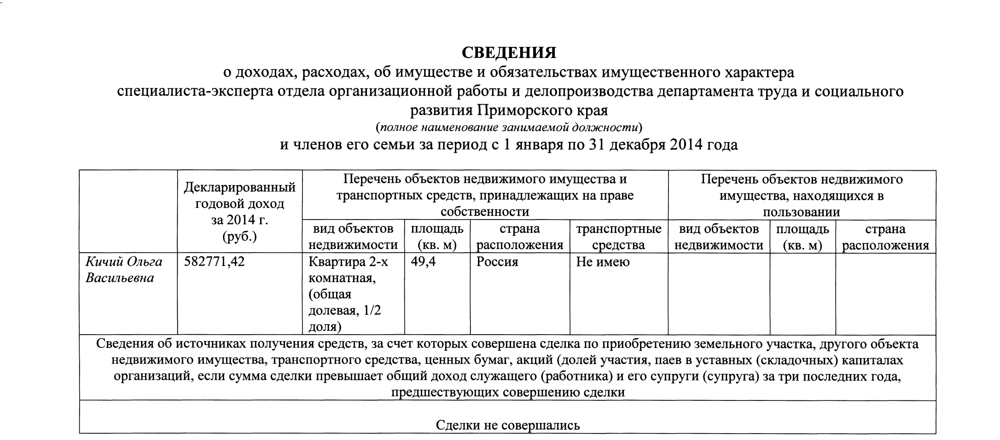 СВЕДЕНИЯ
о доходах, расходах, об имуществе и обязательствах имущественного характера
специалиста-эксперта отдела организационной работы и делопроизводства департамента труда и социального
развития Приморского края
(полное наименование занимаемой должности)
и членов его семьи за период с 1 января по 31 декабря 2014 года
Декларированный
годовой доход
за 2014 г.
(руб.)
Перечень объектов недвижимого имущества и
транспортных средств, принадлежащих на праве
собственности
Перечень объектов недвижимого
имущества, находящихся в
пользовании
вид объектов
недвижимости
площадь
(кв. м)
страна
расположения
транспортные
средства
вид объектов
недвижимости
площадь
(кв. м)
страна
расположения
Кичий Ольга
Васильевна
582771,42
Квартира 2-х
комнатная,
(общая
долевая, 1/2
доля)
49,4
Россия
Не имею
Сведения об источниках получения средств, за счет которых совершена сделка по приобретению земельного участка, другого объекта
недвижимого имущества, транспортного средства, ценных бумаг, акций (долей участия, паев в уставных (складочных) капиталах
организаций, если сумма сделки превышает общий доход служащего (работника) и его супруги (супруга) за три последних года,
предшествующих совершению сделки
Сделки не совершались